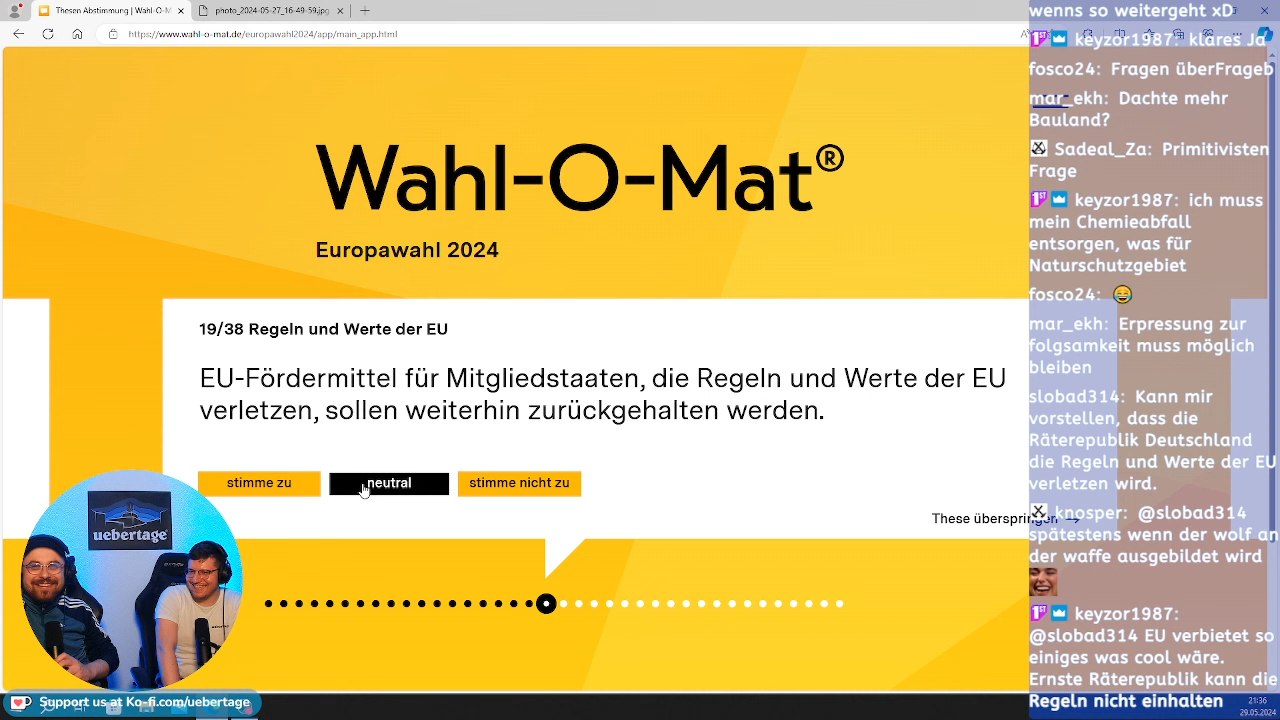 Thesen Abstimmung | Wahl-O-M
photo_2024-05-27_16-49-59.jpg
https://www.wahl-o-mat.de/europawahl2024/app/main_app.html
Wahl-O-Mat®
Europawahl 2024
19/38 Regeln und Werte der EU
EU-Fördermittel für Mitgliedstaaten, die Regeln und Werte der EU
verletzen, sollen weiterhin zurückgehalten werden.
stimme zu
neutral
stimme nicht zu
These überspringen →
uebertage
Support us at Ko-fi.com/uebertage
wenns so weitergeht xD
1ST keyzor1987: klares Ja
fosco24: Fragen überFrageb
mar_ekh: Dachte mehr
Bauland?
Sadeal_Za: Primitivisten
Frage
1ST keyzor1987: ich muss
mein Chemieabfall
entsorgen, was für
Naturschutzgebiet
fosco24: 😂
mar_ekh: Erpressung zur
folgsamkeit muss möglich
bleiben
slobad314: Kann mir
vorstellen, dass die
Räterepublik Deutschland
die Regeln und Werte der EU
verletzen wird.
knosper: @slobad314
spätestens wenn der wolf an
der waffe ausgebildet wird
1ST keyzor1987:
@slobad314 EU verbietet so
einiges was cool wäre.
Ernste Räterepublik kann die
Regeln nicht einhalten
21:36
29.05.2024